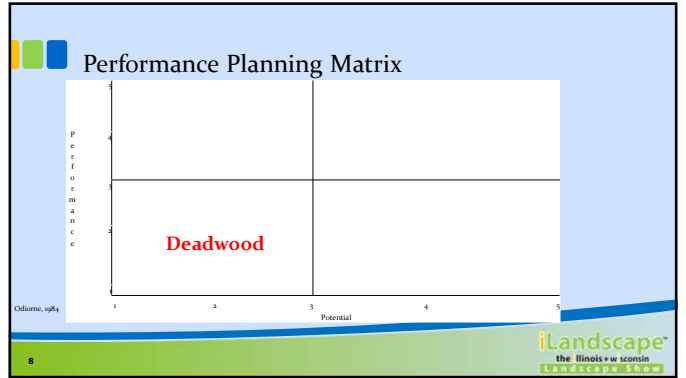 Performance Planning Matrix
5
P
e
r
f
o
r
m
a
n
c
e
4
3
2
1
Deadwood
1 2 3 4 5
Potential
Odiorne, 1984
8
iLandscape™
the Illinois + wisconsin
Landscape Show